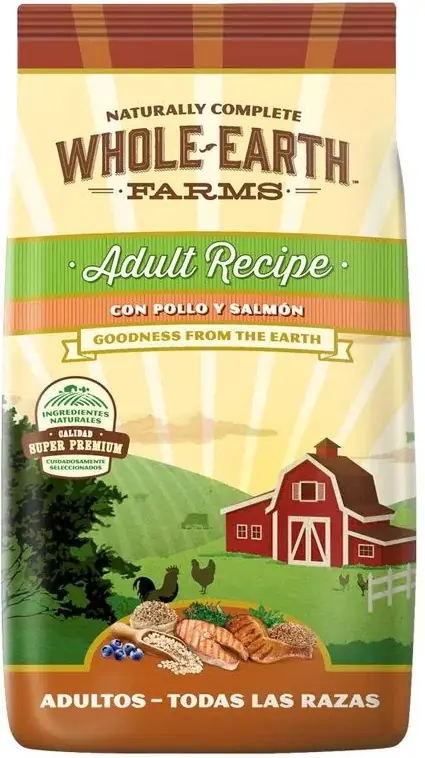 NATURALLY COMPLETE
WHOLE-EARTH
FARMS™
Adult Recipe
CON POLLO Y SALMÓN
GOODNESS FROM THE EARTH
INGREDIENTES
NATURALES
CALIDAD
SUPER PREMIUM
CUIDADOSAMENTE
SELECCIONADOS
ADULTOS – TODAS LAS RAZAS